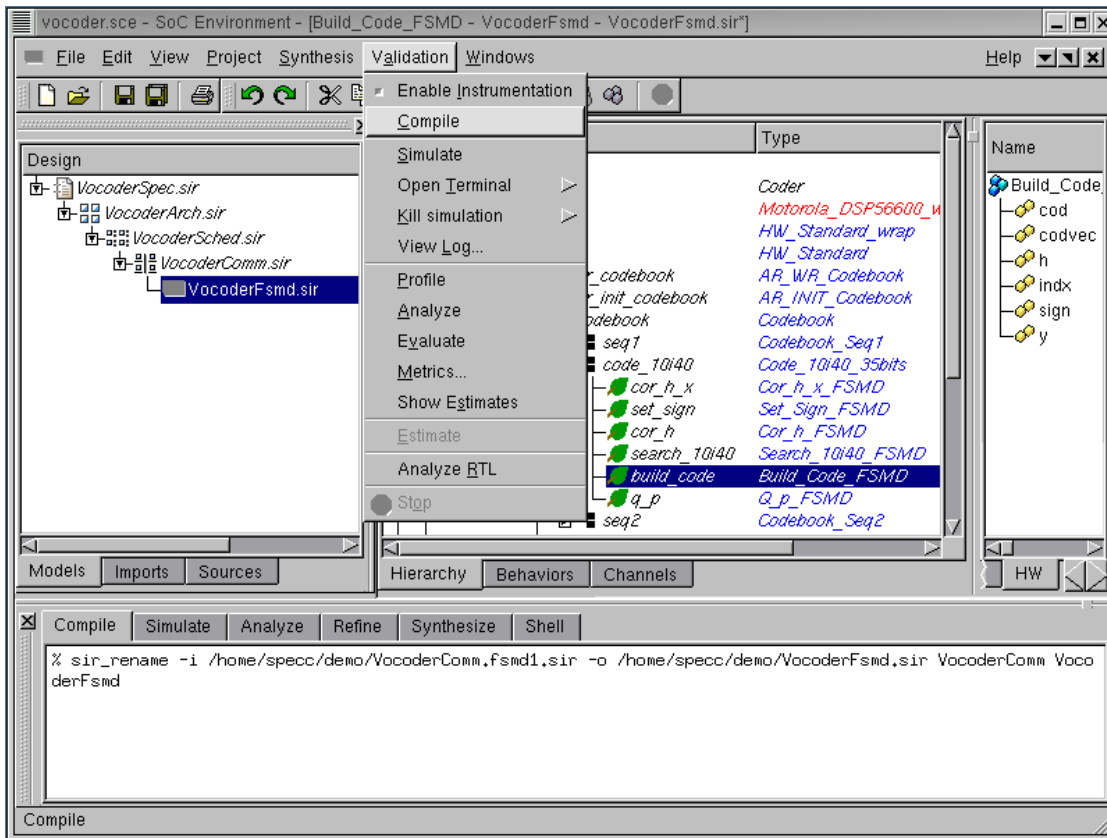 vocoder.sce - SoC Environment - [Build_Code_FSMD - VocoderFsmd - VocoderFsmd.sir*]
File Edit View Project Synthesis Validation Windows Help
Enable Instrumentation
Compile
Simulate
Open Terminal
Kill simulation
View Log...
Profile
Analyze
Evaluate
Metrics...
Show Estimates
Estimate
Analyze RTL
Stop
Design
VocoderSpec.sir
VocoderArch.sir
VocoderSched.sir
VocoderComm.sir
VocoderFsmd.sir
Models Imports Sources
Type
Coder
Motorola_DSP56600_w
HW_Standard_wrap
HW_Standard
r_codebook AR_WR_Codebook
r_init_codebook AR_INIT_Codebook
odebook Codebook
seq1 Codebook_Seq1
code_10i40 Code_10i40_35bits
cor_h_x Cor_h_x_FSMD
set_sign Set_Sign_FSMD
cor_h Cor_h_FSMD
search_10i40 Search_10i40_FSMD
build_code Build_Code_FSMD
q_p Q_p_FSMD
seq2 Codebook_Seq2
Hierarchy Behaviors Channels
Name
Build_Code_
cod
codvec
h
indx
sign
y
HW
Compile Simulate Analyze Refine Synthesize Shell
% sir_rename -i /home/specc/demo/VocoderComm.fsmd1.sir -o /home/specc/demo/VocoderFsmd.sir VocoderComm Voco
derFsmd
Compile